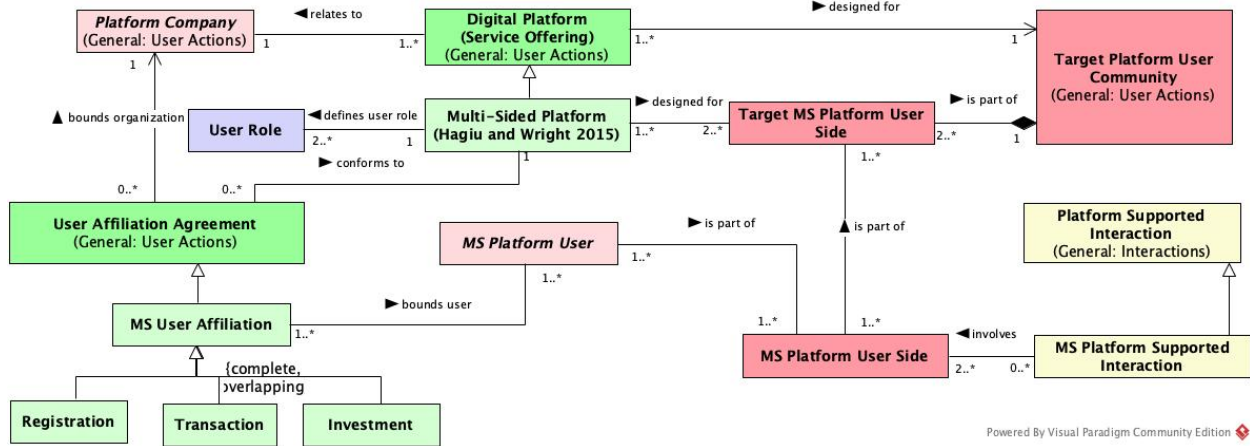 Platform Company
(General: User Actions)
◄ relates to
1
1..*
Digital Platform
(Service Offering)
(General: User Actions)
► designed for
1..*
1
Target Platform User
Community
(General: User Actions)
1
▲ bounds organization
User Role
◄ defines user role
2..*
1
Multi-Sided Platform
(Hagiu and Wright 2015)
► designed for
1..*
2..*
Target MS Platform User
Side
► is part of
2..*
1
► conforms to
1
1..*
0..*
0..*
User Affiliation Agreement
(General: User Actions)
MS Platform User
► is part of
1..*
1..*
▲ is part of
Platform Supported
Interaction
(General: Interactions)
MS User Affiliation
► bounds user
1..*
1..*
1..*
MS Platform User Side
◄ involves
2..*
0..*
MS Platform Supported
Interaction
{complete,
overlapping
Registration
Transaction
Investment
Powered By Visual Paradigm Community Edition